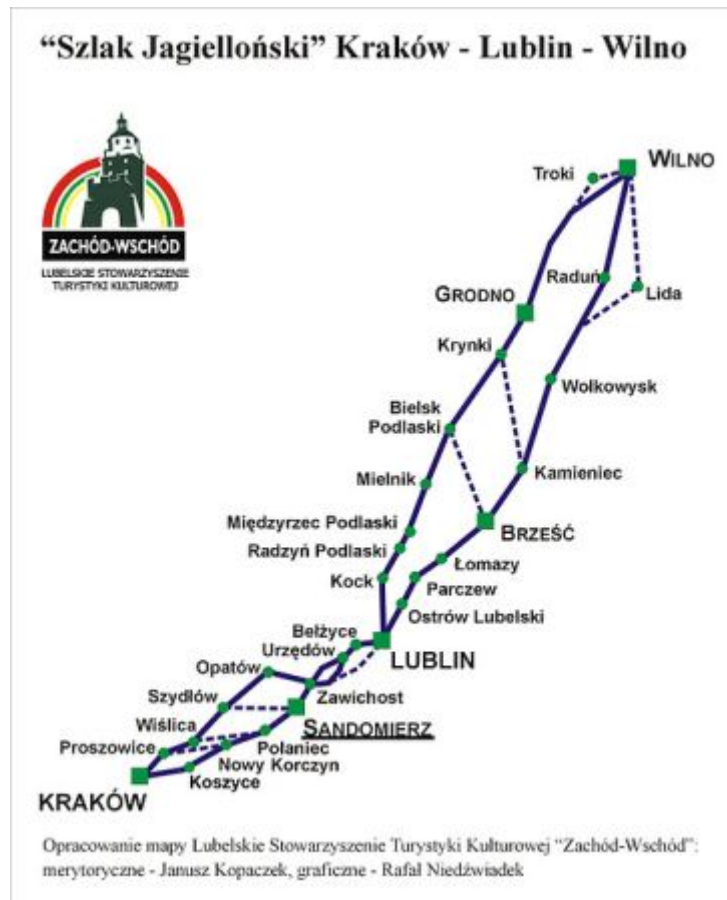 “Szlak Jagielloński” Kraków - Lublin - Wilno
ZACHÓD-WSCHÓD
LUBELSKIE STOWARZYSZENIE
TURYSTYKI KULTUROWEJ
WILNO
Troki
Raduń
Lida
GRODNO
Krynki
Wołkowysk
Bielsk
Podlaski
Kamieniec
Mielnik
BRZEŚĆ
Międzyrzec Podlaski
Radzyń Podlaski
Łomazy
Kock
Parczew
Ostrów Lubelski
Bełżyce
Urzędów
LUBLIN
Opatów
Zawichost
Szydłów
SANDOMIERZ
Wiślica
Połaniec
Proszowice
Nowy Korczyn
Koszyce
KRAKÓW
Opracowanie mapy Lubelskie Stowarzyszenie Turystyki Kulturowej “Zachód-Wschód”:
merytoryczne - Janusz Kopaczek, graficzne - Rafał Niedźwiadek